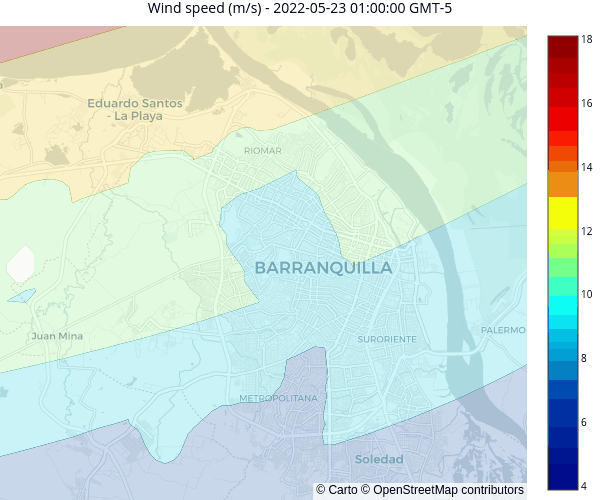 Wind speed (m/s) - 2022-05-23 01:00:00 GMT-5
Eduardo Santos
- La Playa
RIOMAR
BARRANQUILLA
Juan Mina
SURORIENTE
PALERMO
METROPOLITANA
Soledad
18
16
14
12
10
8
6
4
© Carto © OpenStreetMap contributors